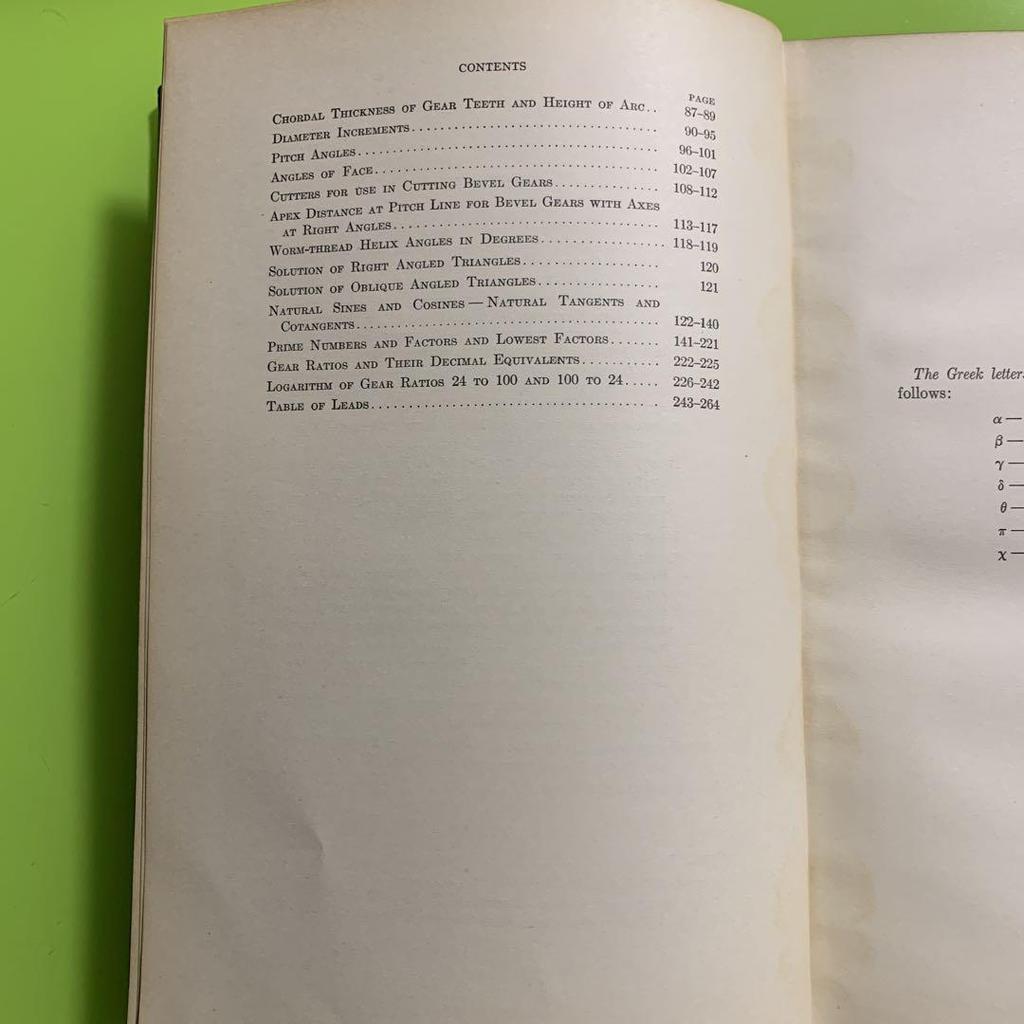 CONTENTS
PAGE
Chordal Thickness of Gear Teeth and Height of Arc.. 87–89
Diameter Increments................................... 90–95
Pitch Angles........................................... 96–101
Angles of Face......................................... 102–107
Cutters for use in Cutting Bevel Gears............... 108–112
Apex Distance at Pitch Line for Bevel Gears with Axes
at Right Angles....................................... 113–117
Worm-thread Helix Angles in Degrees................. 118–119
Solution of Right Angled Triangles................... 120
Solution of Oblique Angled Triangles................. 121
Natural Sines and Cosines — Natural Tangents and
Cotangents........................................... 122–140
Prime Numbers and Factors and Lowest Factors....... 141–221
Gear Ratios and Their Decimal Equivalents........... 222–225
Logarithm of Gear Ratios 24 to 100 and 100 to 24..... 226–242
Table of Leads........................................ 243–264
The Greek letters
follows:
α —
β —
γ —
δ —
θ —
π —
χ —